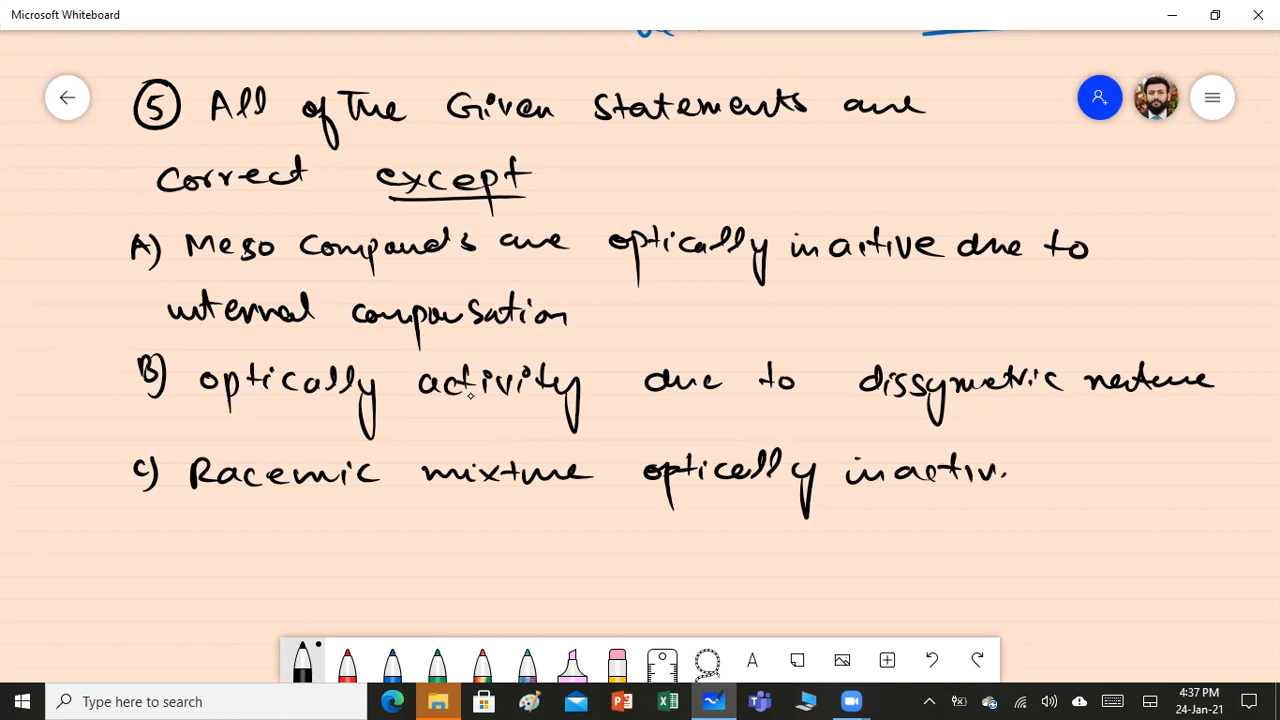 Microsoft Whiteboard
5 All of The Given statements are
correct except
A) Meso compounds are optically inactive due to
internal compensation
B) optically activity due to dissymetric nature
C) Racemic mixture optically inactiv
Type here to search
4:37 PM
24-Jan-21